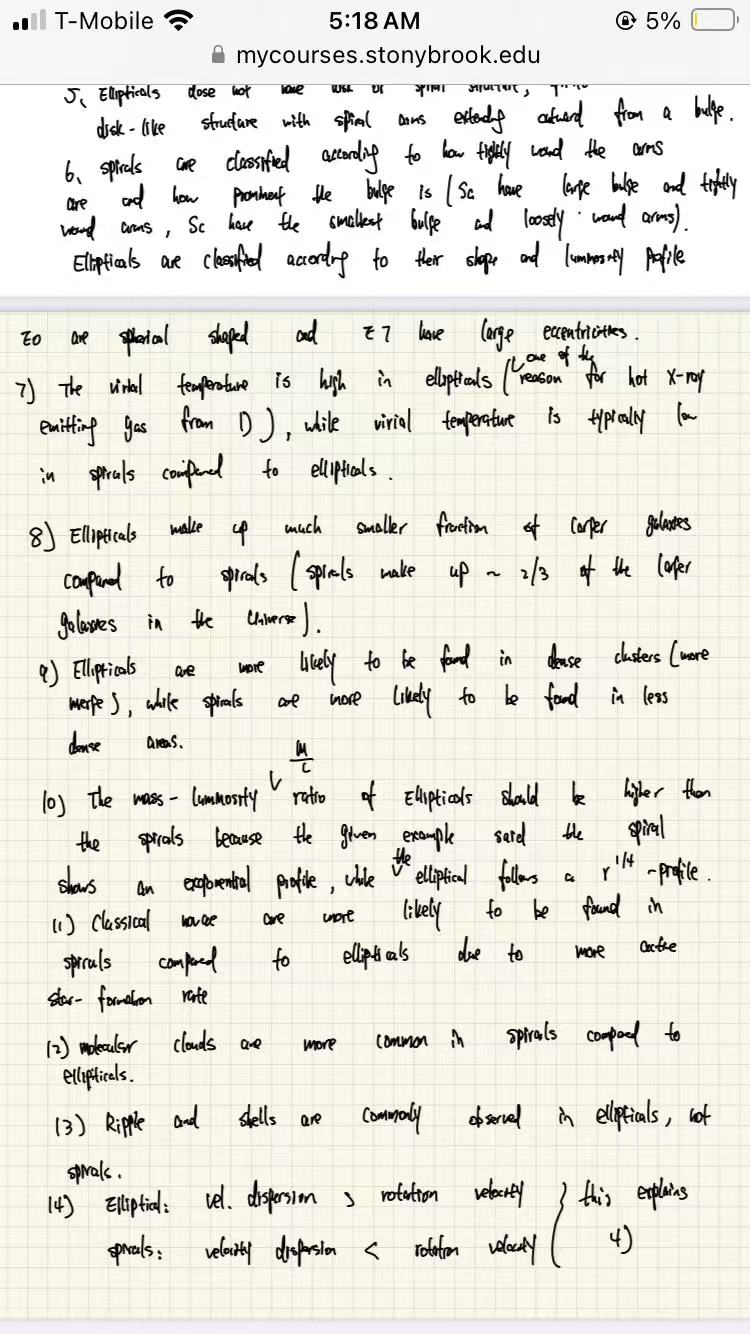 T-Mobile 5:18 AM 5%
mycourses.stonybrook.edu
5, Ellipticals dose not have disk or spiral structure,
disk-like structure with spiral arms extending outward from a bulge.
6, spirals are classified according to how tightly wond the arms
are and how prominent the bulge is (Sa have large bulge and tightly
wound arms, Sc have the smallest bulge and loosely wound arms).
Ellipticals are classified according to their shape and luminosity profile
E0 are spherical shaped and E7 have large eccentricities.
one of the
7) The virial temperature is high in ellipticals (reason for hot X-ray
emitting gas from 1)), while virial temperature is typically low
in spirals compared to ellipticals.
8) Ellipticals make up much smaller fraction of larger galaxies
compared to spirals (spirals make up ~ 2/3 of the larger
galaxies in the Universe).
9) Ellipticals are more likely to be found in dense clusters (more
merge), while spirals are more likely to be found in less
dense areas.
M/L
10) The mass-luminosity ratio of Ellipticals should be higher than
the spirals because the given example said the spiral
shows an exponential profile, while the elliptical follows a r^1/4-profile.
11) Classical novae are more likely to be found in
spirals compared to ellipticals due to more active
star-formation rate
12) molecular clouds are more common in spirals compared to
ellipticals.
13) Ripple and shells are commonly observed in ellipticals, not
spirals.
14) Elliptical: vel. dispersion > rotation velocity } this explains
spirals: velocity dispersion < rotation velocity 4)